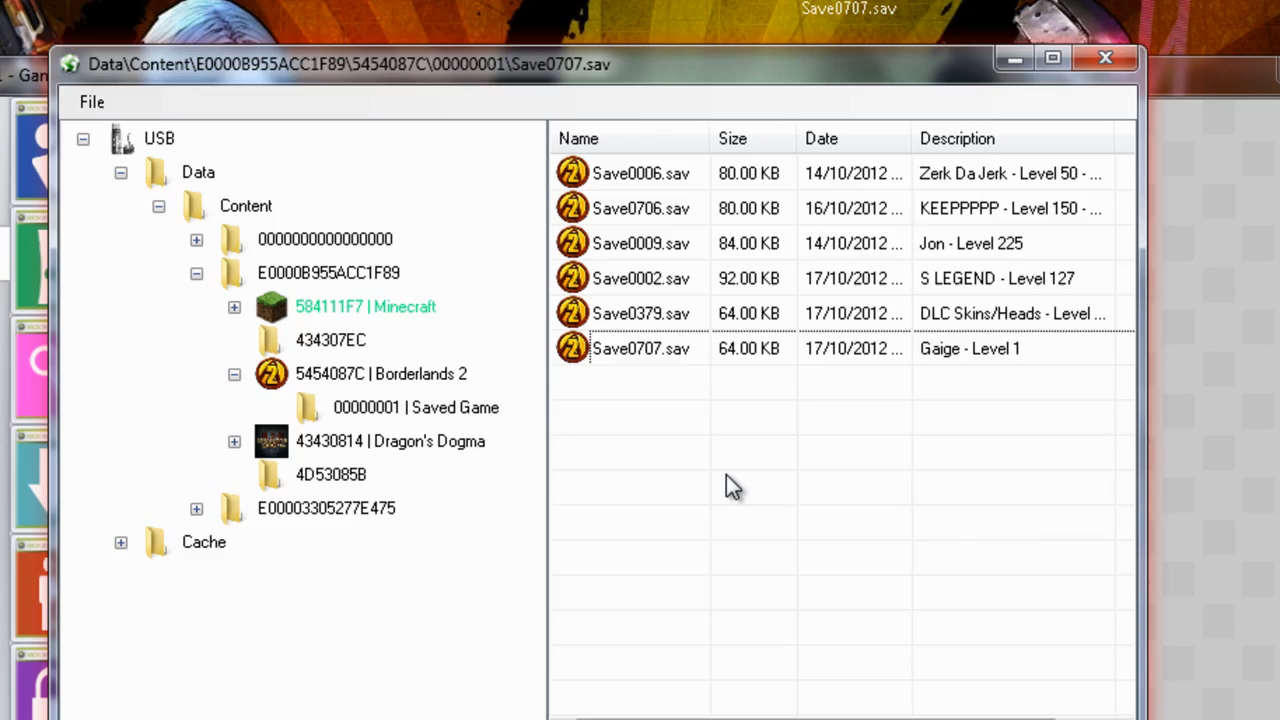 Save0707.sav
Data\Content\E0000B955ACC1F89\5454087C\00000001\Save0707.sav
- Gan
File
USB
Data
Content
0000000000000000
E0000B955ACC1F89
584111F7 | Minecraft
434307EC
5454087C | Borderlands 2
00000001 | Saved Game
43430814 | Dragon's Dogma
4D53085B
E00003305277E475
Cache
Name Size Date Description
Save0006.sav 80.00 KB 14/10/2012 ... Zerk Da Jerk - Level 50 - ...
Save0706.sav 80.00 KB 16/10/2012 ... KEEPPPPP - Level 150 - ...
Save0009.sav 84.00 KB 14/10/2012 ... Jon - Level 225
Save0002.sav 92.00 KB 17/10/2012 ... S LEGEND - Level 127
Save0379.sav 64.00 KB 17/10/2012 ... DLC Skins/Heads - Level ...
Save0707.sav 64.00 KB 17/10/2012 ... Gaige - Level 1